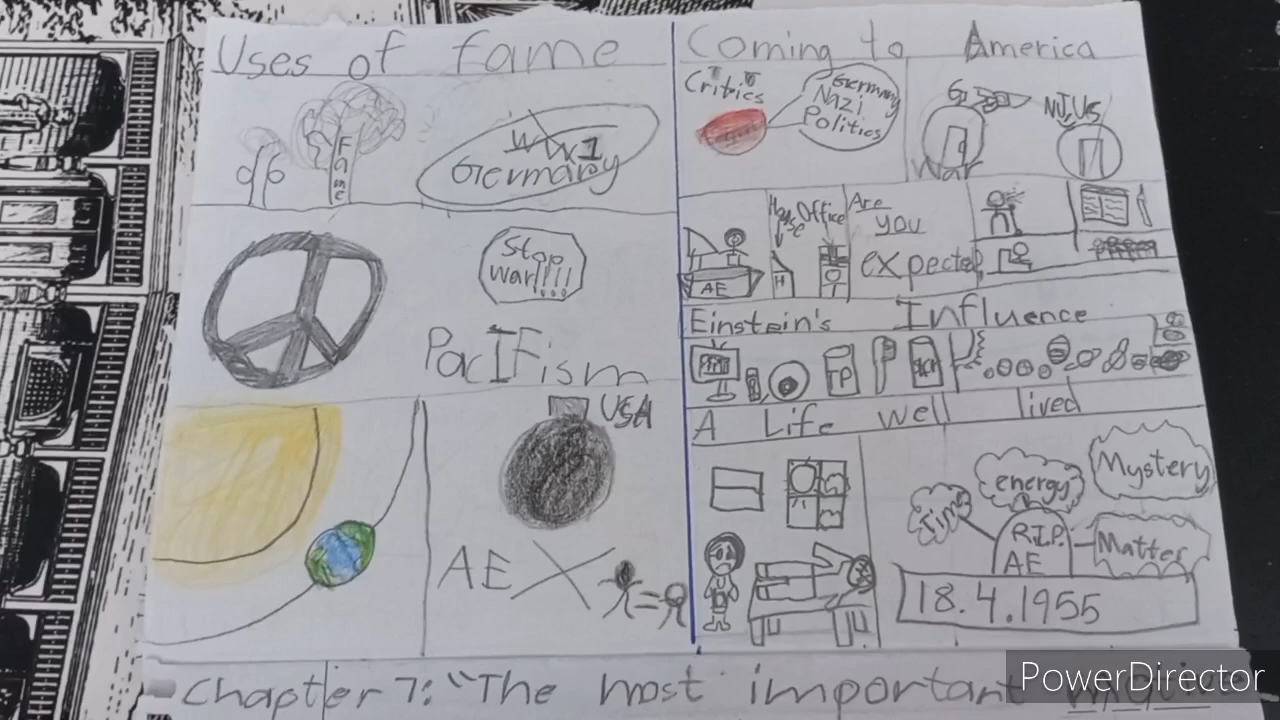 Uses of fame
Fame
WW1
Germany
Stop
war!!!!
PacIFism
USA
AE
Coming to America
Critics
Germany
Nazi
Politics
War
AE
House
Office
H
Are
you
expected
Einstein's Influence
A Life well lived
Time
energy
Mystery
R.I.P.
AE
Matter
18.4.1955
Chapter 7: "The most important
PowerDirector